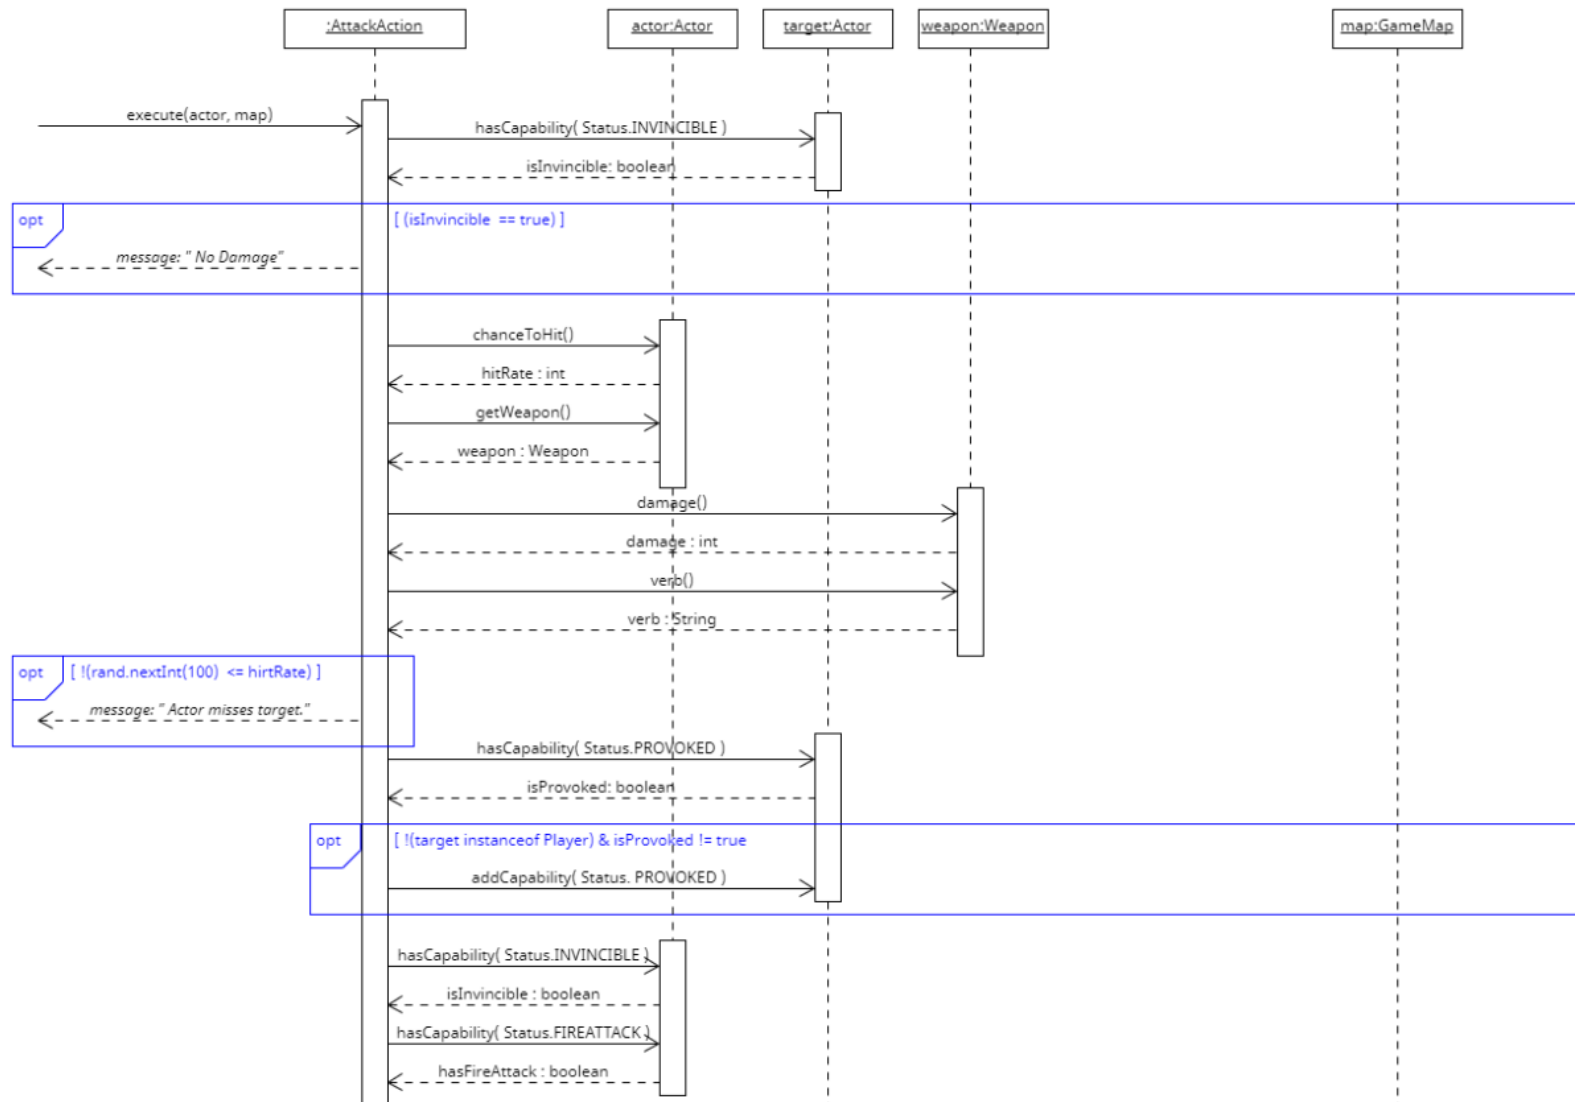 :AttackAction
actor:Actor
target:Actor
weapon:Weapon
map:GameMap
execute(actor, map)
hasCapability( Status.INVINCIBLE )
isInvincible: boolean
opt
[ (isInvincible == true) ]
message: " No Damage"
chanceToHit()
hitRate : int
getWeapon()
weapon : Weapon
damage()
damage : int
verb()
verb : String
opt
[ !(rand.nextInt(100) <= hirtRate) ]
message: " Actor misses target."
hasCapability( Status.PROVOKED )
isProvoked: boolean
opt
[ !(target instanceof Player) & isProvoked != true
addCapability( Status. PROVOKED )
hasCapability( Status.INVINCIBLE )
isInvincible : boolean
hasCapability( Status.FIREATTACK )
hasFireAttack : boolean